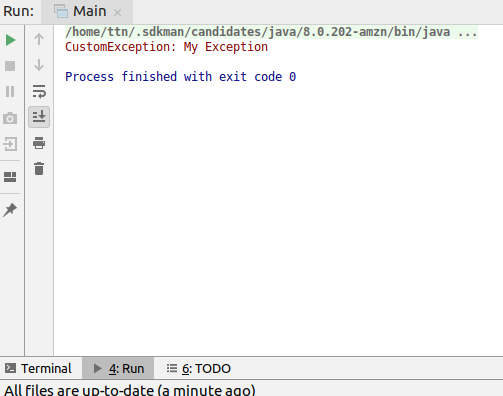 Run: Main
/home/ttn/.sdkman/candidates/java/8.0.202-amzn/bin/java ...
CustomException: My Exception
Process finished with exit code 0
Terminal 4: Run 6: TODO
All files are up-to-date (a minute ago)